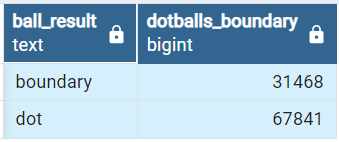 ball_result dotballs_boundary
text bigint
boundary 31468
dot 67841